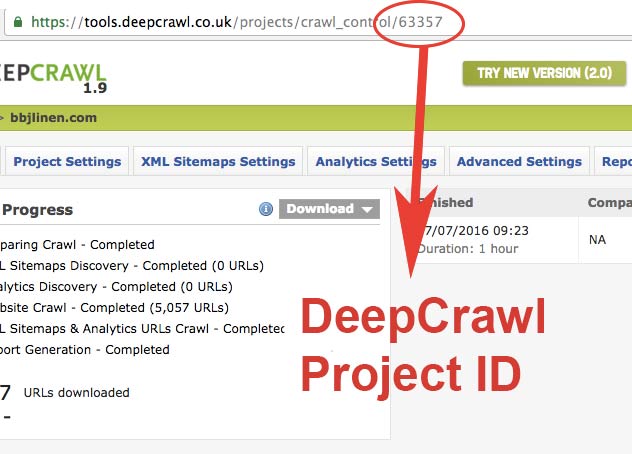 https://tools.deepcrawl.co.uk/projects/crawl_control/63357
EEPCRAWL
1.9
TRY NEW VERSION (2.0)
> bbjlinen.com
Project Settings
XML Sitemaps Settings
Analytics Settings
Advanced Settings
Repo
Progress
i
Download
nished
Compa
paring Crawl - Completed
L Sitemaps Discovery - Completed (0 URLs)
alytics Discovery - Completed (0 URLs)
bsite Crawl - Completed (5,057 URLs)
L Sitemaps & Analytics URLs Crawl - Completed
port Generation - Completed
7/07/2016 09:23
Duration: 1 hour
NA
7 URLs downloaded
-
DeepCrawl
Project ID